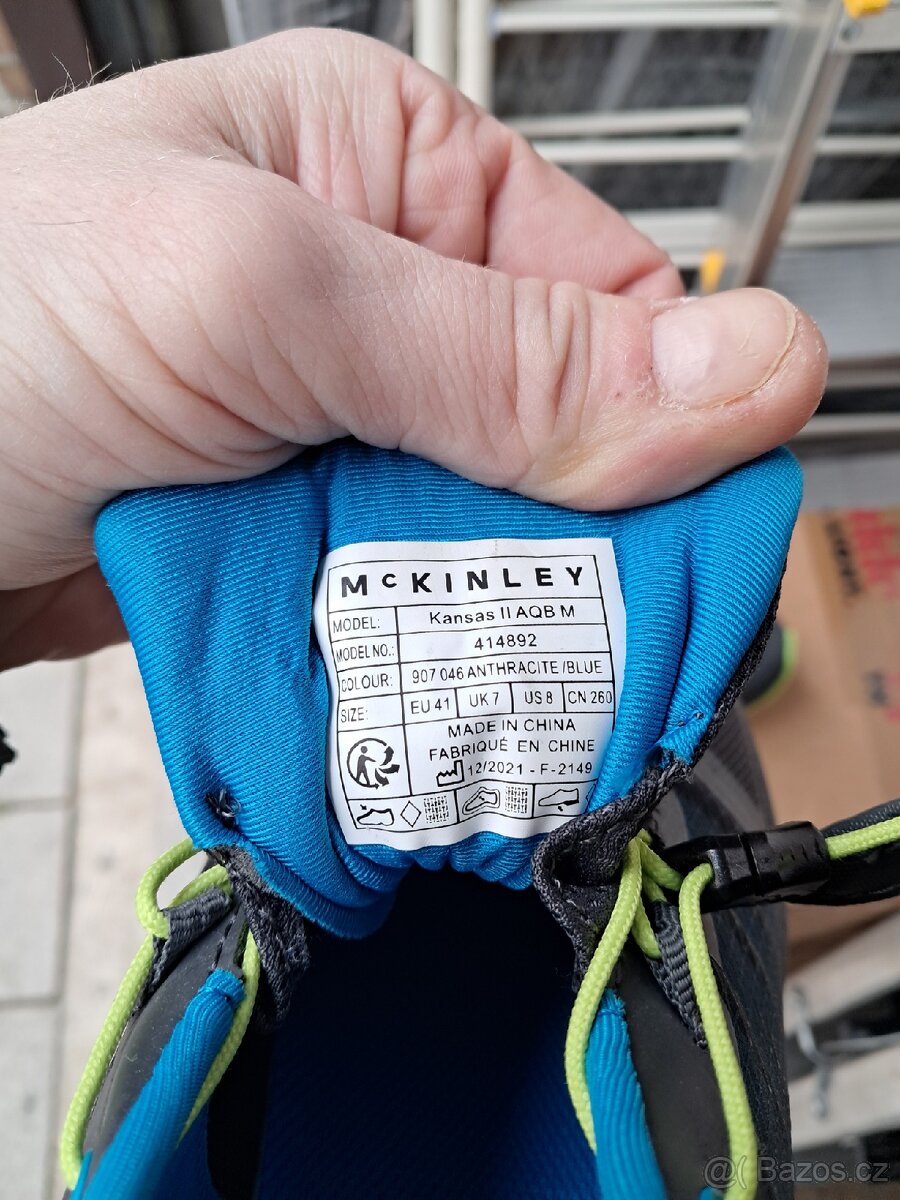 McKINLEY
MODEL: Kansas II AQB M
MODEL NO.: 414892
COLOUR: 907 046 ANTHRACITE/BLUE
SIZE: EU 41 UK 7 US 8 CN 260
MADE IN CHINA
FABRIQUÉ EN CHINE
12/2021 - F-2149
@( Bazos.cz